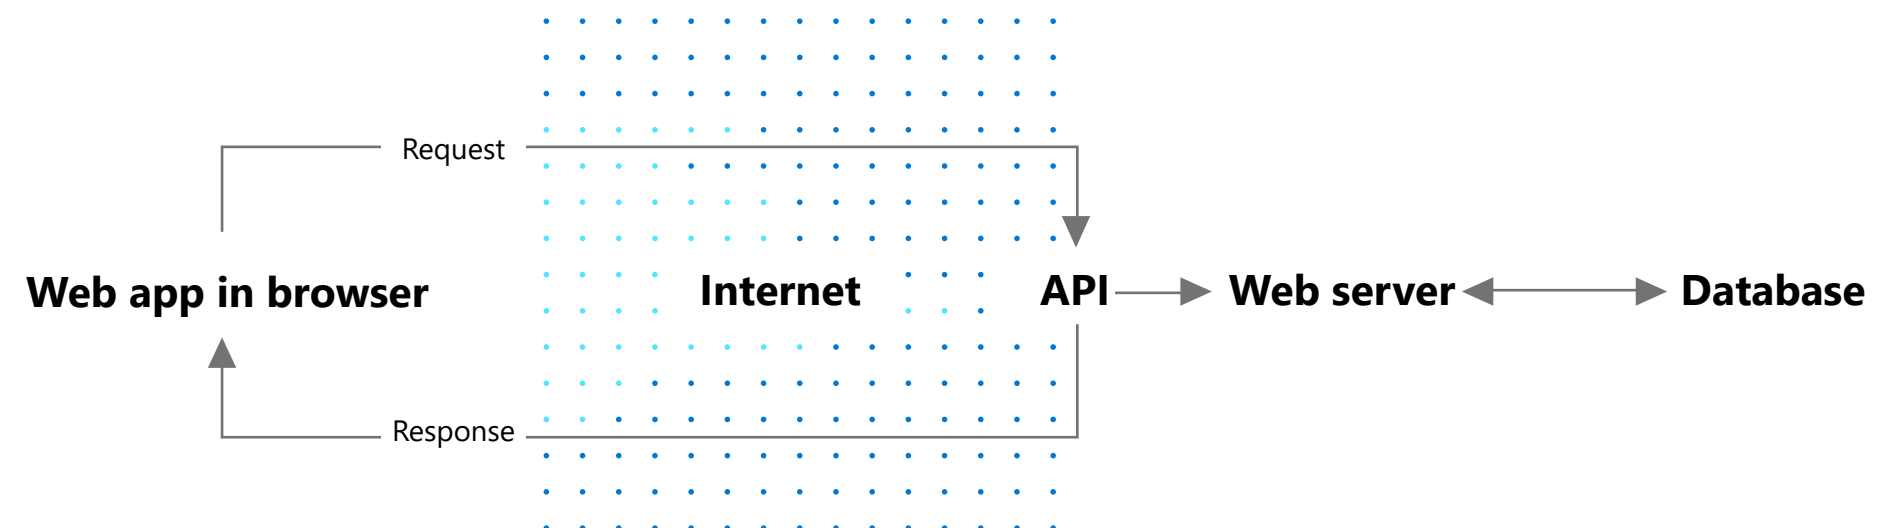 Request
Web app in browser
Internet
API
Web server
Database
Response